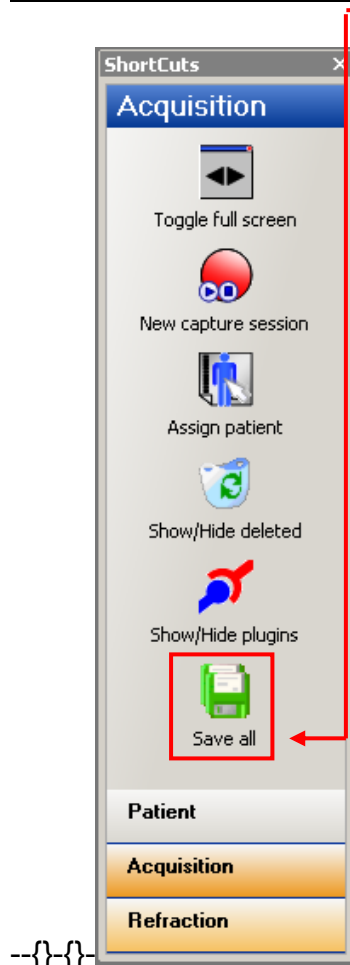 ShortCuts
Acquisition
Toggle full screen
New capture session
Assign patient
Show/Hide deleted
Show/Hide plugins
Save all
Patient
Acquisition
Refraction
--{}-{}-